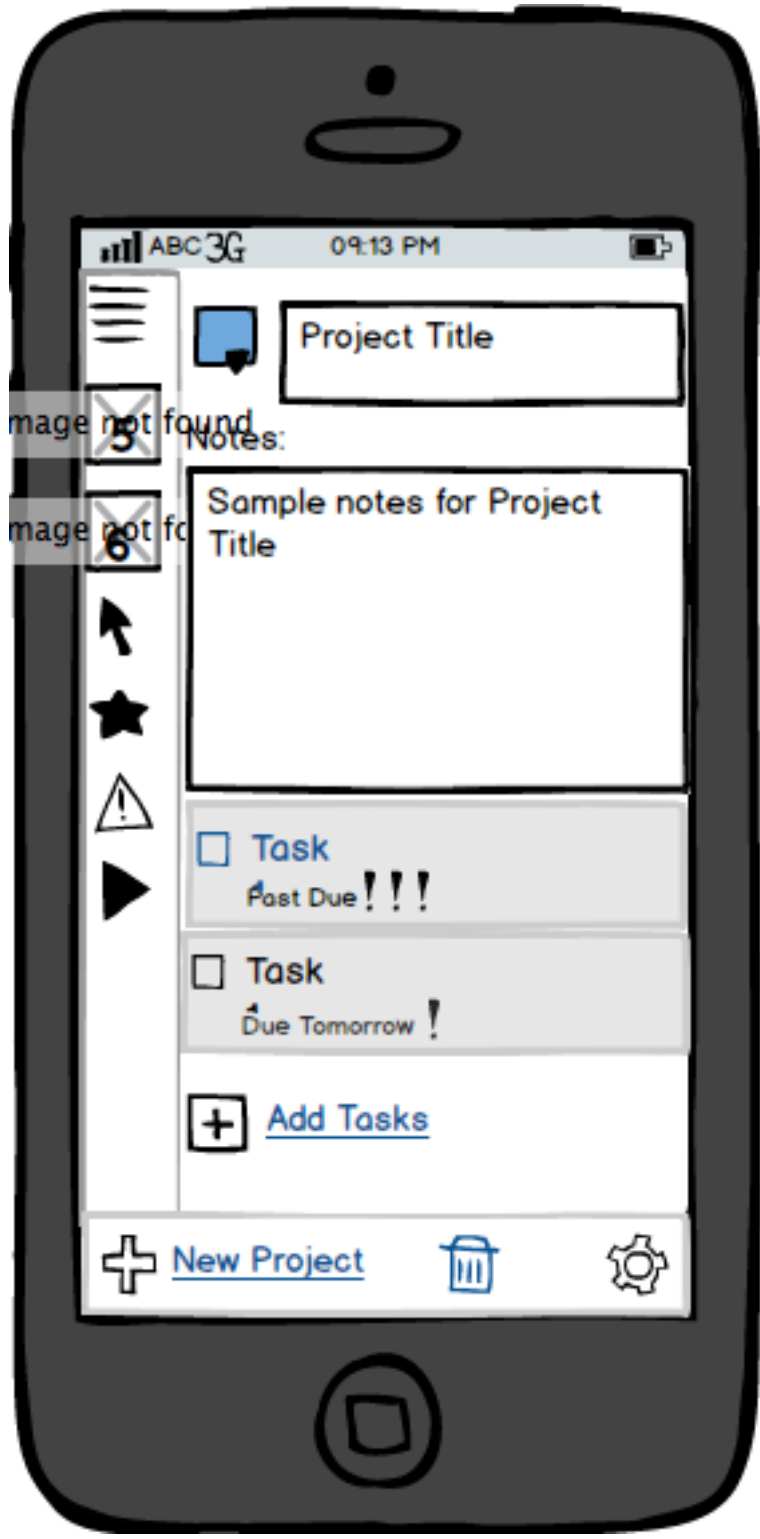 ABC 3G 09:13 PM
Project Title
mage not found
5
Notes:
mage not fo
6
Sample notes for Project
Title
Task
Past Due ! ! !
Task
Due Tomorrow !
Add Tasks
New Project